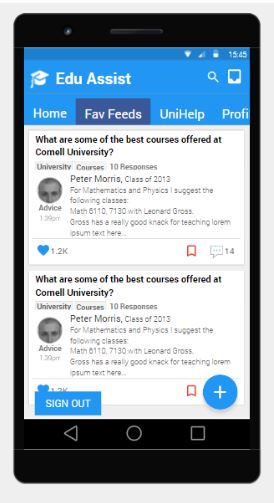 15:45
Edu Assist
Home Fav Feeds UniHelp Profi
What are some of the best courses offered at
Cornell University?
University Courses 10 Responses
Peter Morris, Class of 2013
For Mathematics and Physics I suggest the
following classes:
Math 6110, 7130 with Leonard Gross.
Gross has a really good knack for teaching lorem
ipsum text here...
Advice
1:39pm
1.2K 14
What are some of the best courses offered at
Cornell University?
University Courses 10 Responses
Peter Morris, Class of 2013
For Mathematics and Physics I suggest the
following classes:
Math 6110, 7130 with Leonard Gross.
Gross has a really good knack for teaching lorem
ipsum text here...
Advice
1:39pm
1.2K
SIGN OUT
+